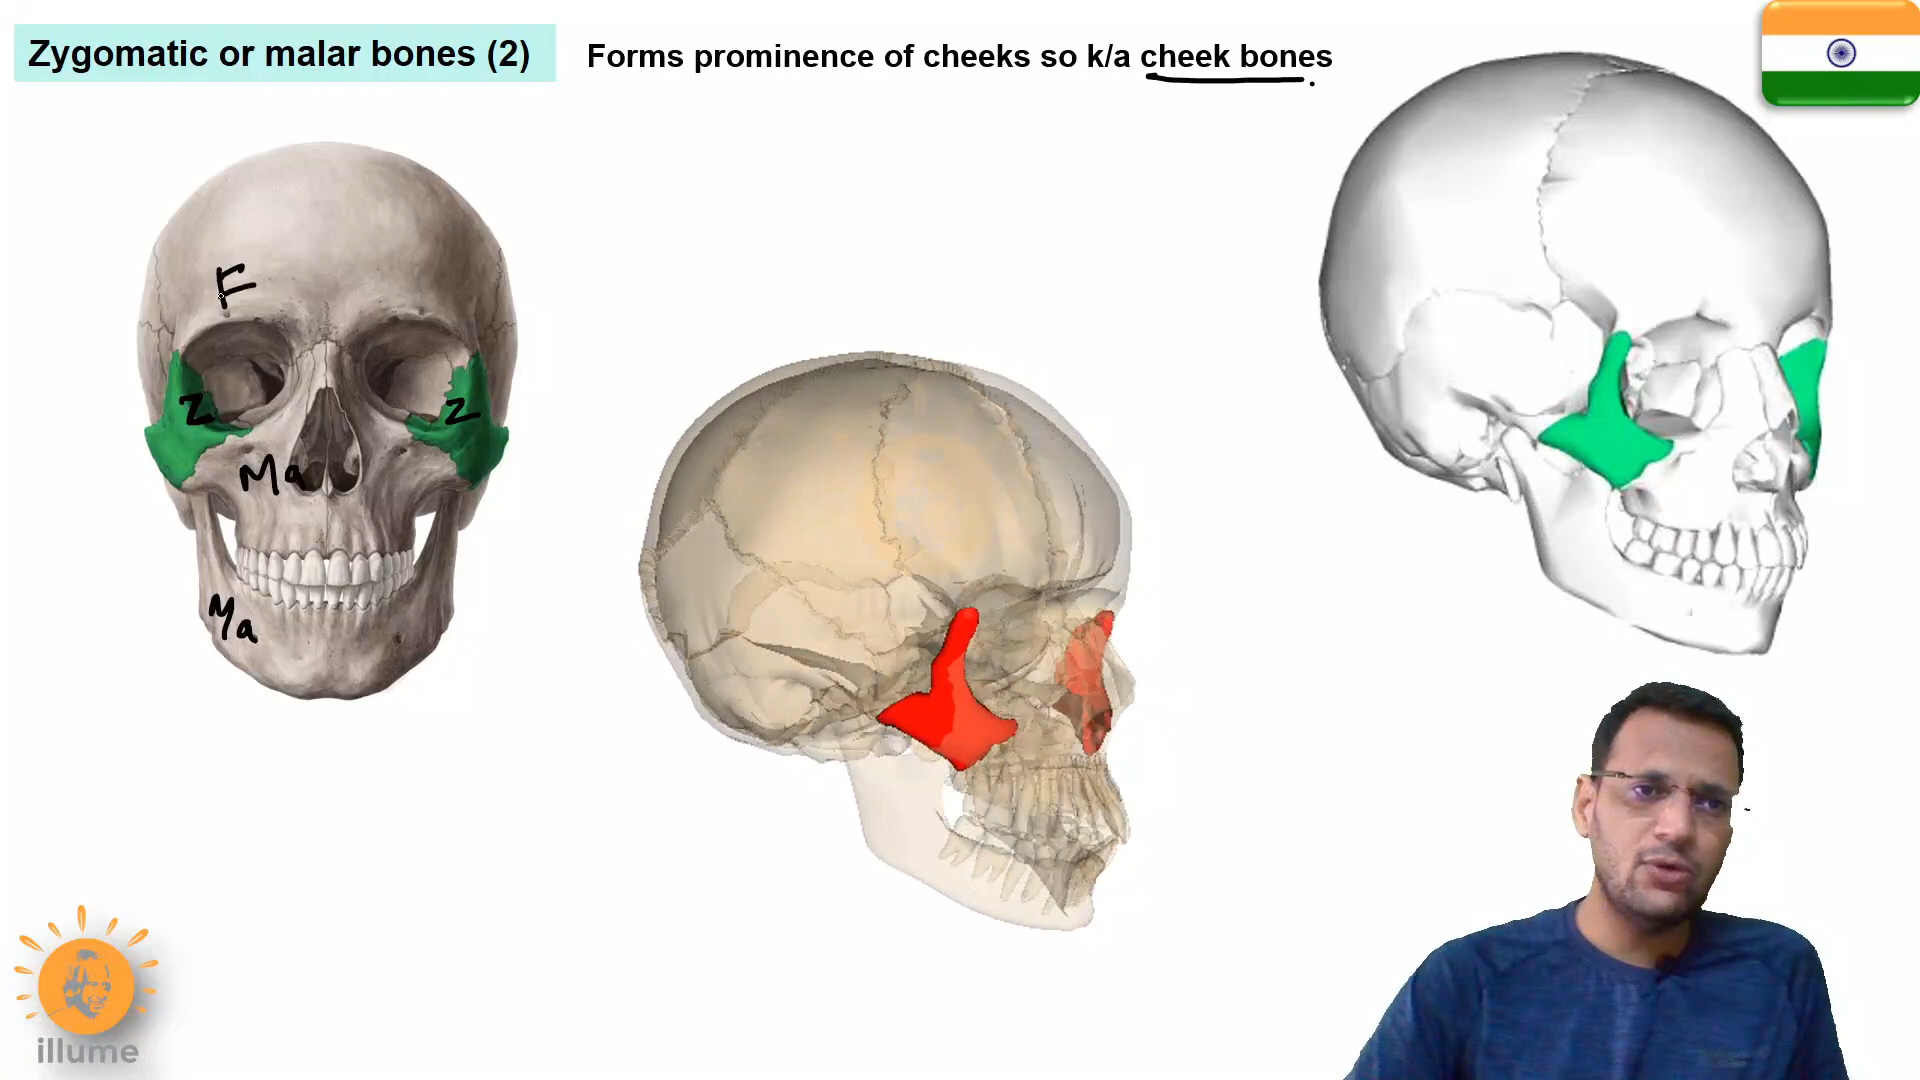 Zygomatic or malar bones (2)
Forms prominence of cheeks so k/a cheek bones
F
Z
Z
Ma
Ma
illume